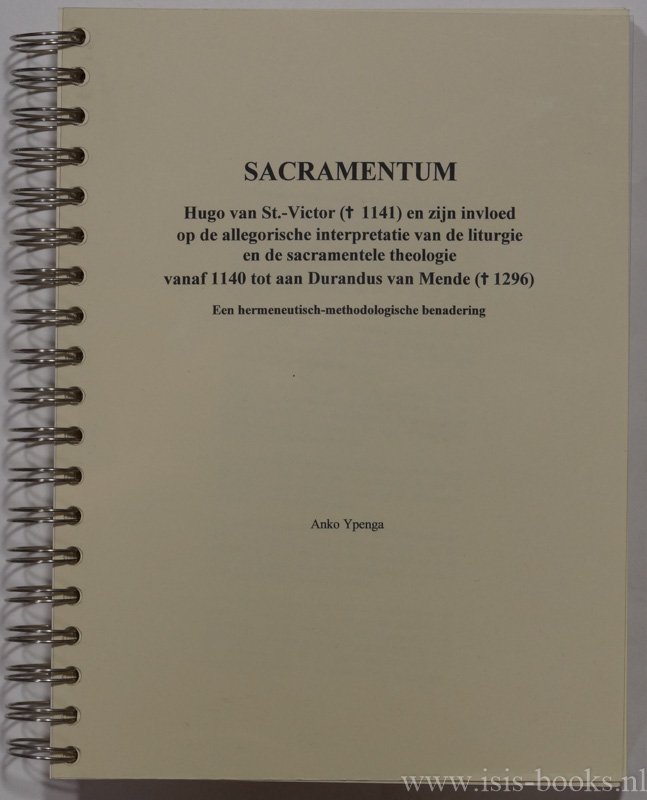 SACRAMENTUM
Hugo van St.-Victor († 1141) en zijn invloed
op de allegorische interpretatie van de liturgie
en de sacramentele theologie
vanaf 1140 tot aan Durandus van Mende († 1296)
Een hermeneutisch-methodologische benadering
Anko Ypenga
www.isis-books.nl